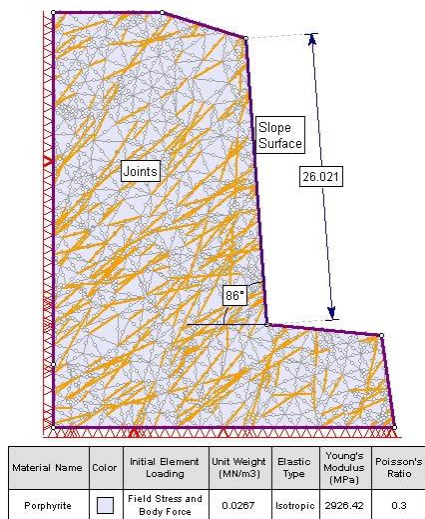 Slope
Surface
Joints
26.021
86°
Material Name Color Initial Element Loading Unit Weight (MN/m3) Elastic Type Young's Modulus (MPa) Poisson's Ratio
Porphyrite Field Stress and Body Force 0.0267 Isotropic 2926.42 0.3